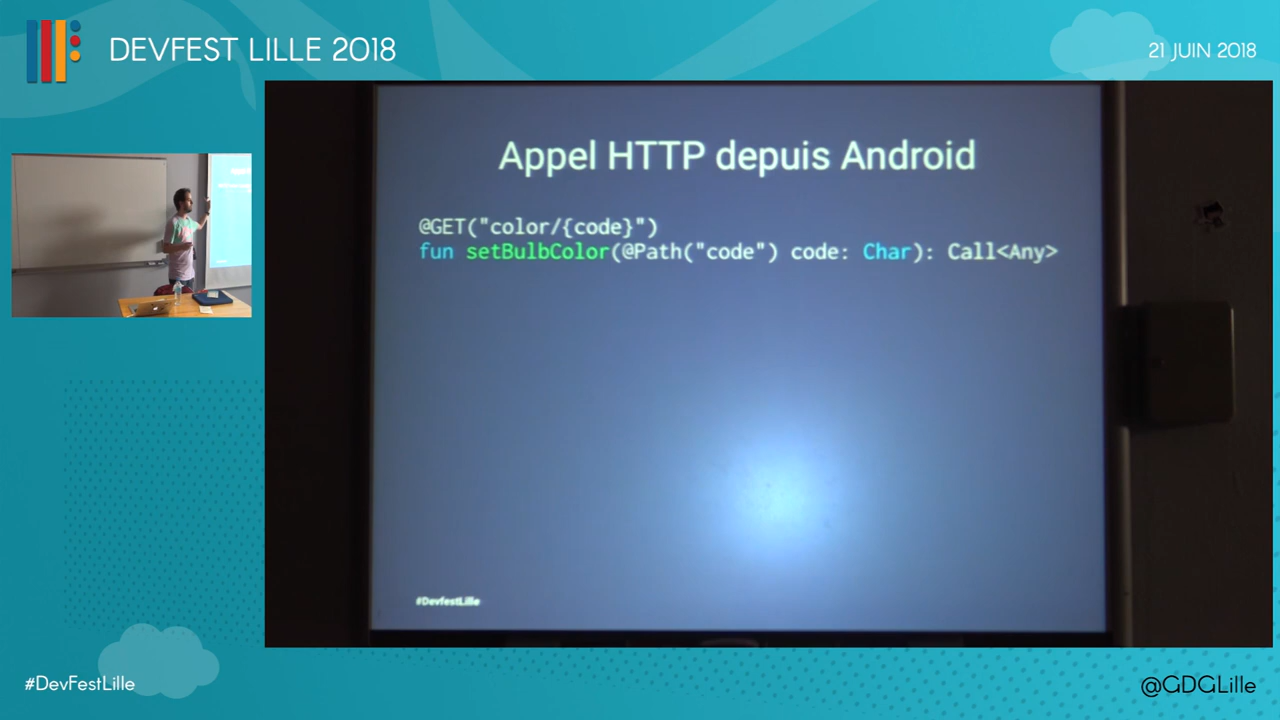 DEVFEST LILLE 2018
21 JUIN 2018
Appel HTTP depuis Android
@GET("color/{code}")
fun setBulbColor(@Path("code") code: Char): Call<Any>
#DevfestLille
#DevFestLille
@GDGLille